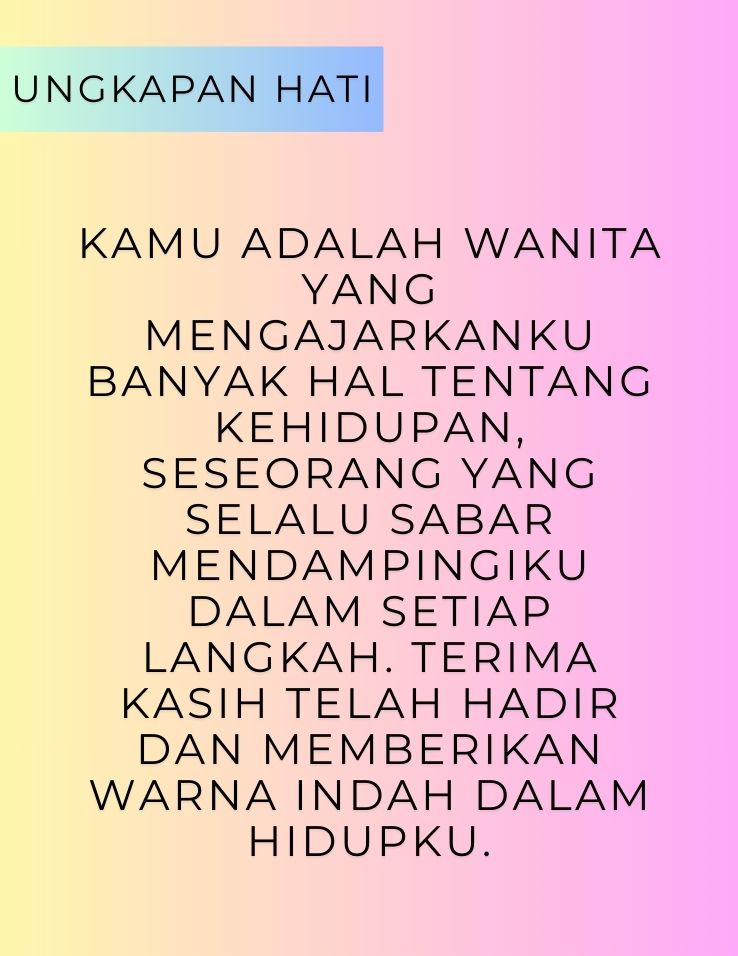 UNGKAPAN HATI
KAMU ADALAH WANITA
YANG
MENGAJARKANKU
BANYAK HAL TENTANG
KEHIDUPAN,
SESEORANG YANG
SELALU SABAR
MENDAMPINGIKU
DALAM SETIAP
LANGKAH. TERIMA
KASIH TELAH HADIR
DAN MEMBERIKAN
WARNA INDAH DALAM
HIDUPKU.